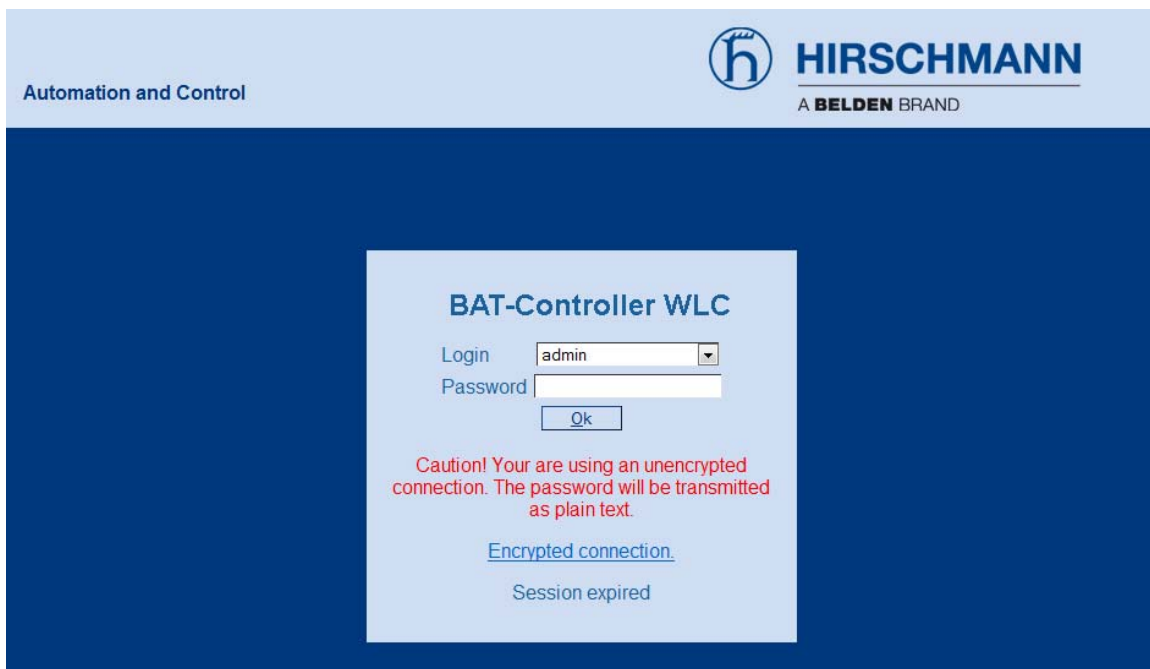 Automation and Control
HIRSCHMANN
A BELDEN BRAND
BAT-Controller WLC
Login admin
Password
Ok
Caution! Your are using an unencrypted
connection. The password will be transmitted
as plain text.
Encrypted connection.
Session expired